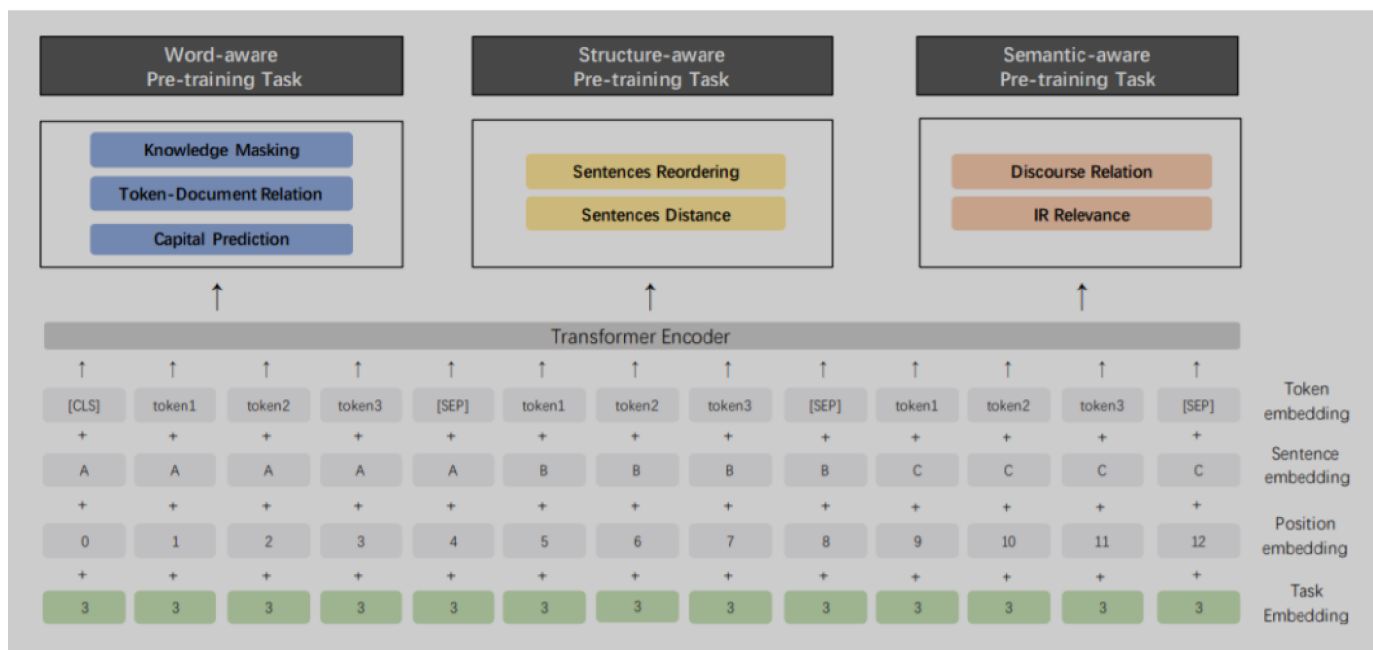 Word-aware
Pre-training Task
Structure-aware
Pre-training Task
Semantic-aware
Pre-training Task
Knowledge Masking
Token-Document Relation
Capital Prediction
Sentences Reordering
Sentences Distance
Discourse Relation
IR Relevance
↑ ↑ ↑
Transformer Encoder
↑ ↑ ↑ ↑ ↑ ↑ ↑ ↑ ↑ ↑ ↑ ↑ ↑
[CLS] token1 token2 token3 [SEP] token1 token2 token3 [SEP] token1 token2 token3 [SEP]
Token
embedding
+ + + + + + + + + + + + +
A A A A A B B B B C C C C
Sentence
embedding
+ + + + + + + + + + + + +
0 1 2 3 4 5 6 7 8 9 10 11 12
Position
embedding
+ + + + + + + + + + + + +
3 3 3 3 3 3 3 3 3 3 3 3 3
Task
Embedding